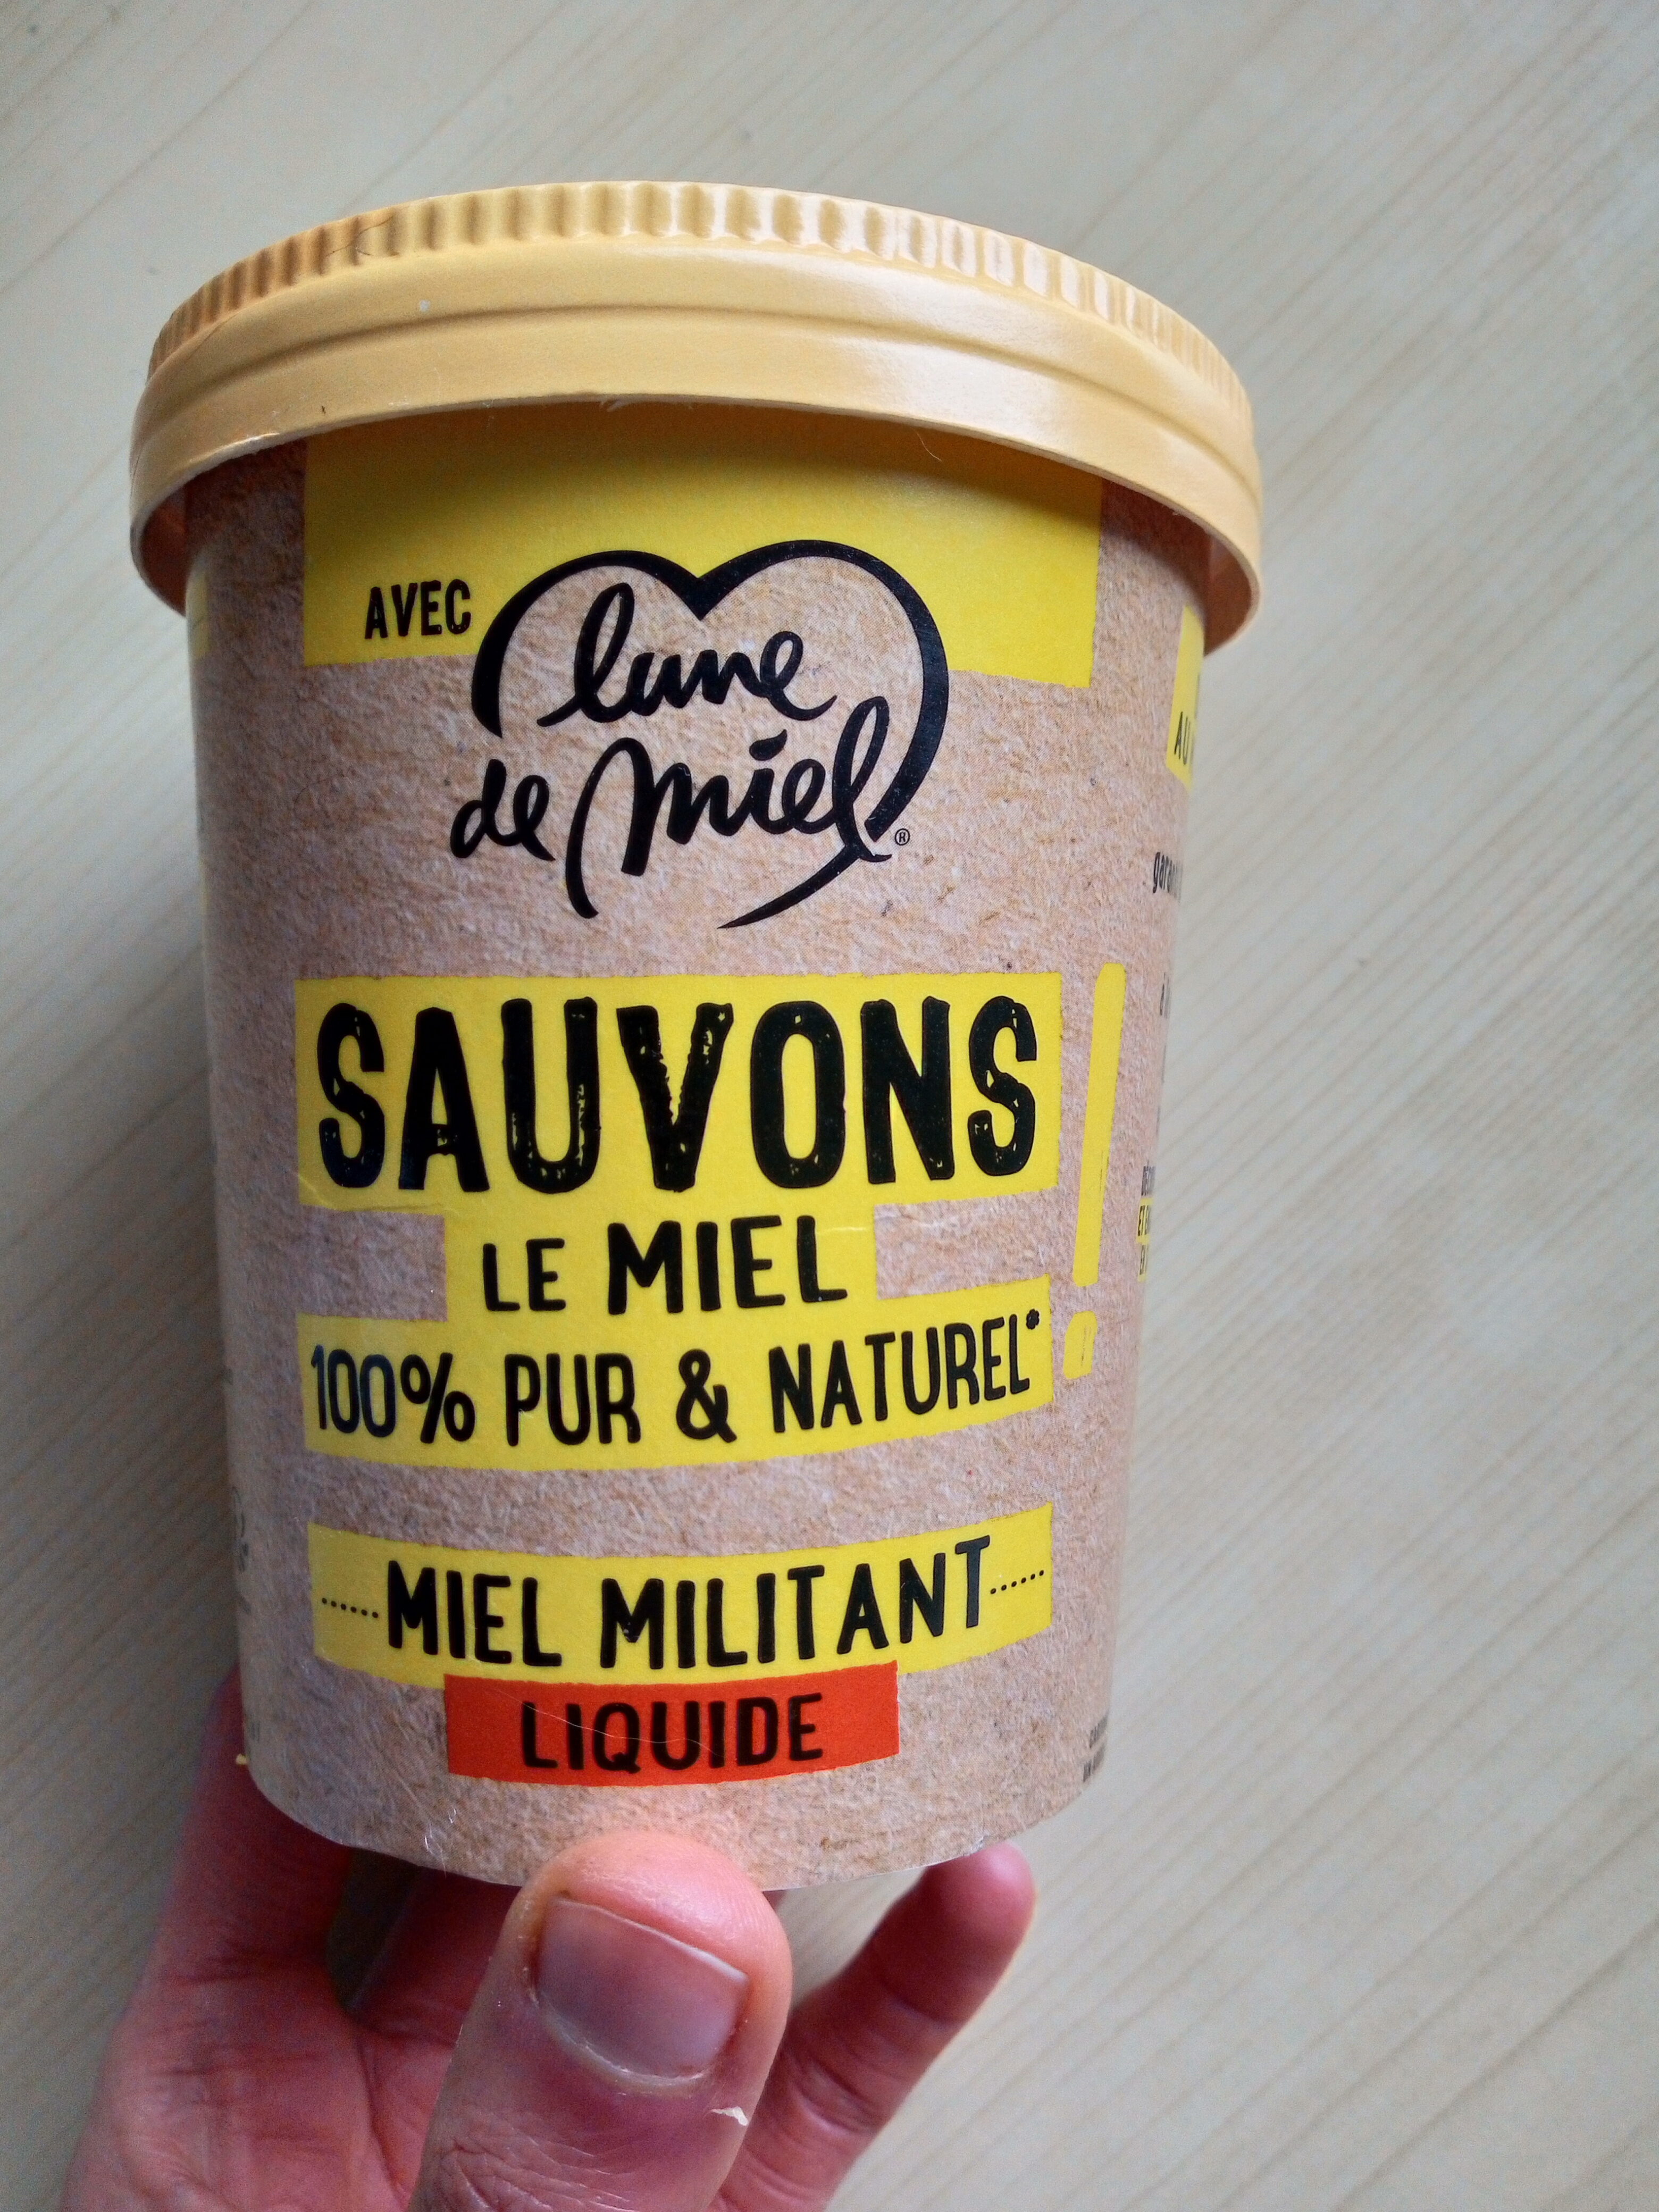 AVEC
lune
de miel®
SAUVONS
LE MIEL
100% PUR & NATUREL*
MIEL MILITANT
LIQUIDE